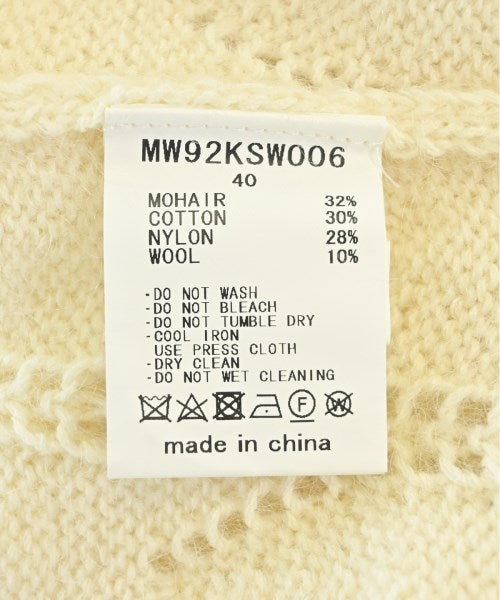 MW92KSW006
40
MOHAIR 32%
COTTON 30%
NYLON 28%
WOOL 10%
-DO NOT WASH
-DO NOT BLEACH
-DO NOT TUMBLE DRY
-COOL IRON
USE PRESS CLOTH
-DRY CLEAN
-DO NOT WET CLEANING
F W
made in china